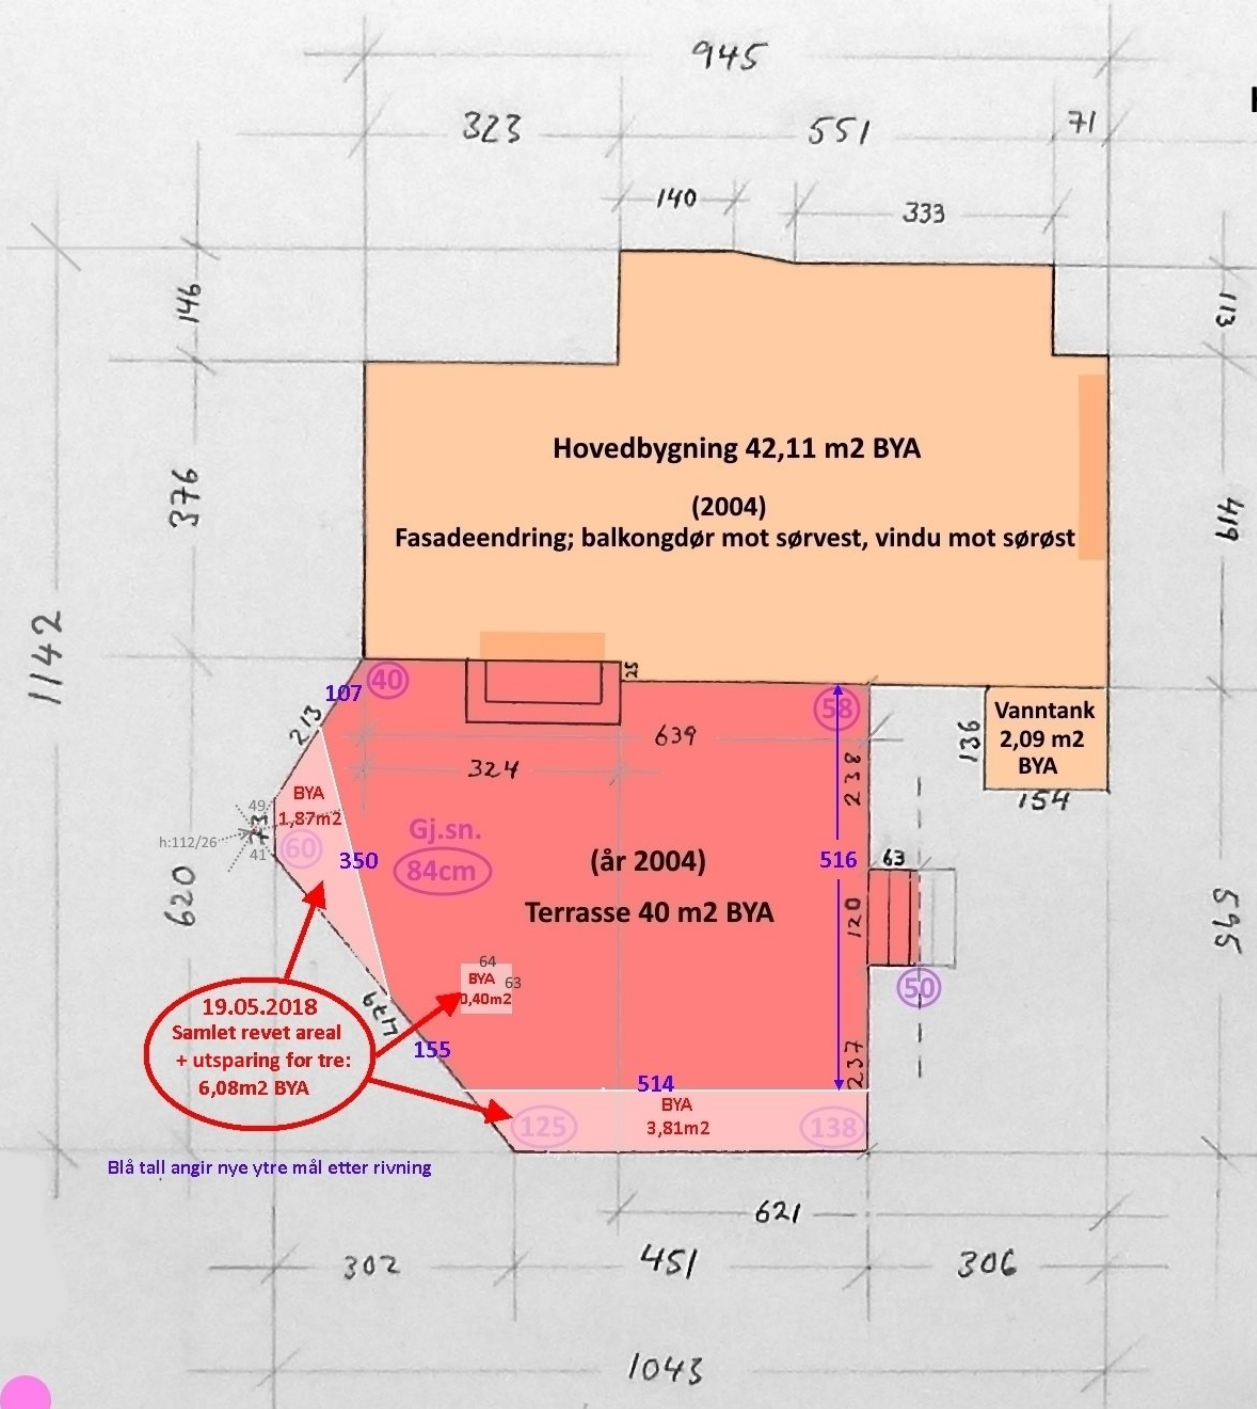 945
323
551
71
140
333
146
113
Hovedbygning 42,11 m2 BYA
(2004)
Fasadeendring; balkongdør mot sørvest, vindu mot sørøst
376
419
1142
25
40
107
58
Vanntank
2,09 m2
BYA
136
154
213
639
324
238
BYA
1,87m2
49
73
41
h:112/26
60
350
Gj.sn.
84cm
(år 2004)
Terrasse 40 m2 BYA
516
63
120
620
595
64
BYA
63
0,40m2
50
19.05.2018
Samlet revet areal
+ utsparing for tre:
6,08m2 BYA
479
155
237
514
BYA
3,81m2
125
138
Blå tall angir nye ytre mål etter rivning
621
302
451
306
1043